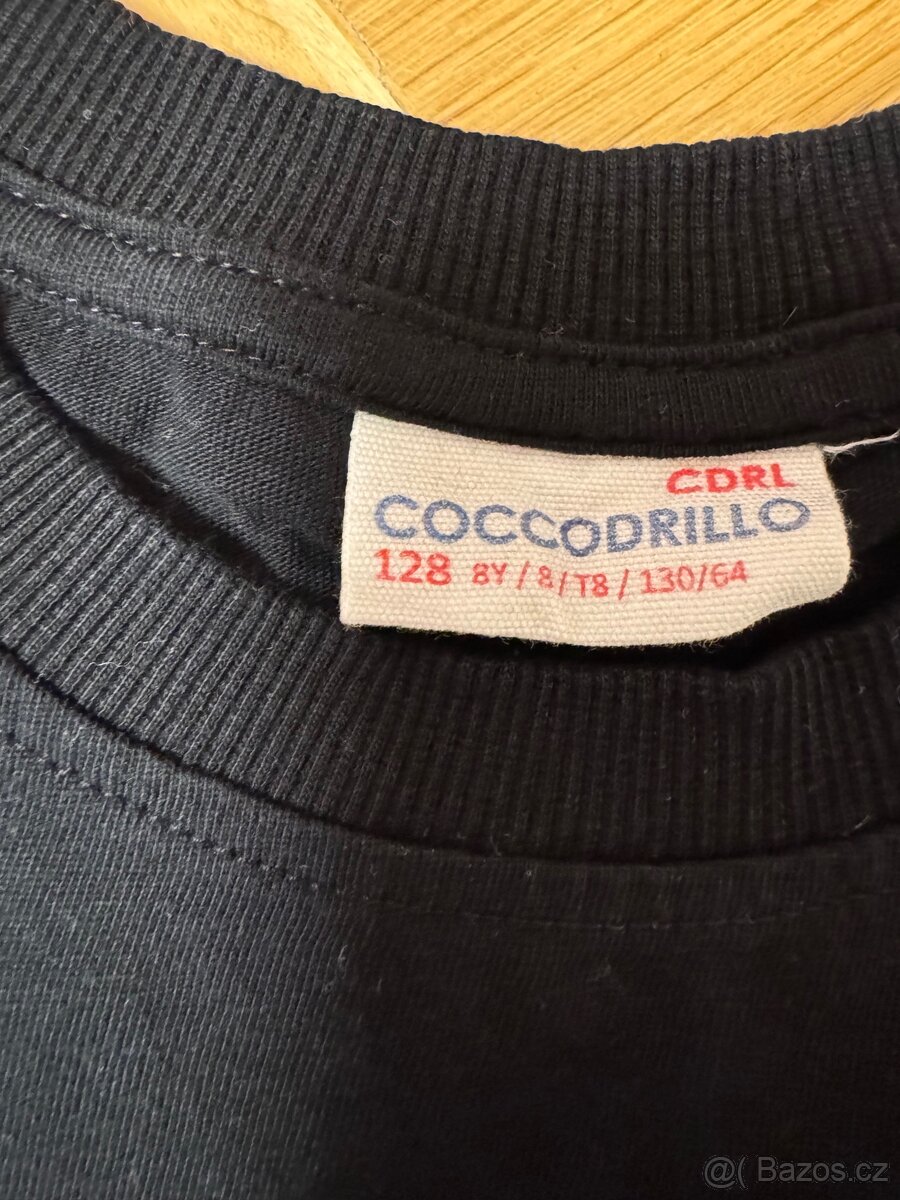 CDRL
COCCODRILLO
128 8Y / 8 / T8 / 130/64
@( Bazos.cz